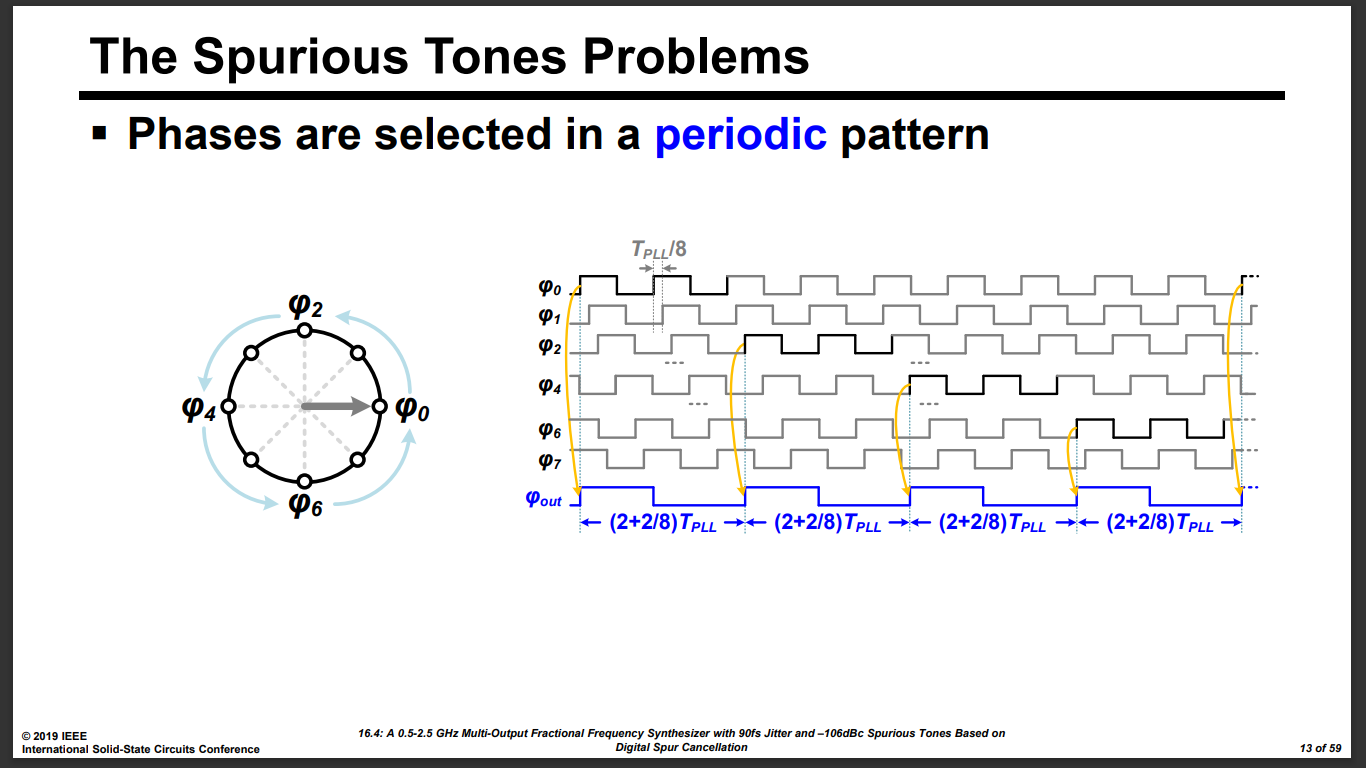 The Spurious Tones Problems
▪ Phases are selected in a periodic pattern
φ2
φ4
φ0
φ6
TPLL/8
φ0
φ1
φ2
φ4
φ6
φ7
φout
(2+2/8)TPLL (2+2/8)TPLL (2+2/8)TPLL (2+2/8)TPLL
© 2019 IEEE
International Solid-State Circuits Conference
16.4: A 0.5-2.5 GHz Multi-Output Fractional Frequency Synthesizer with 90fs Jitter and –106dBc Spurious Tones Based on
Digital Spur Cancellation
13 of 59